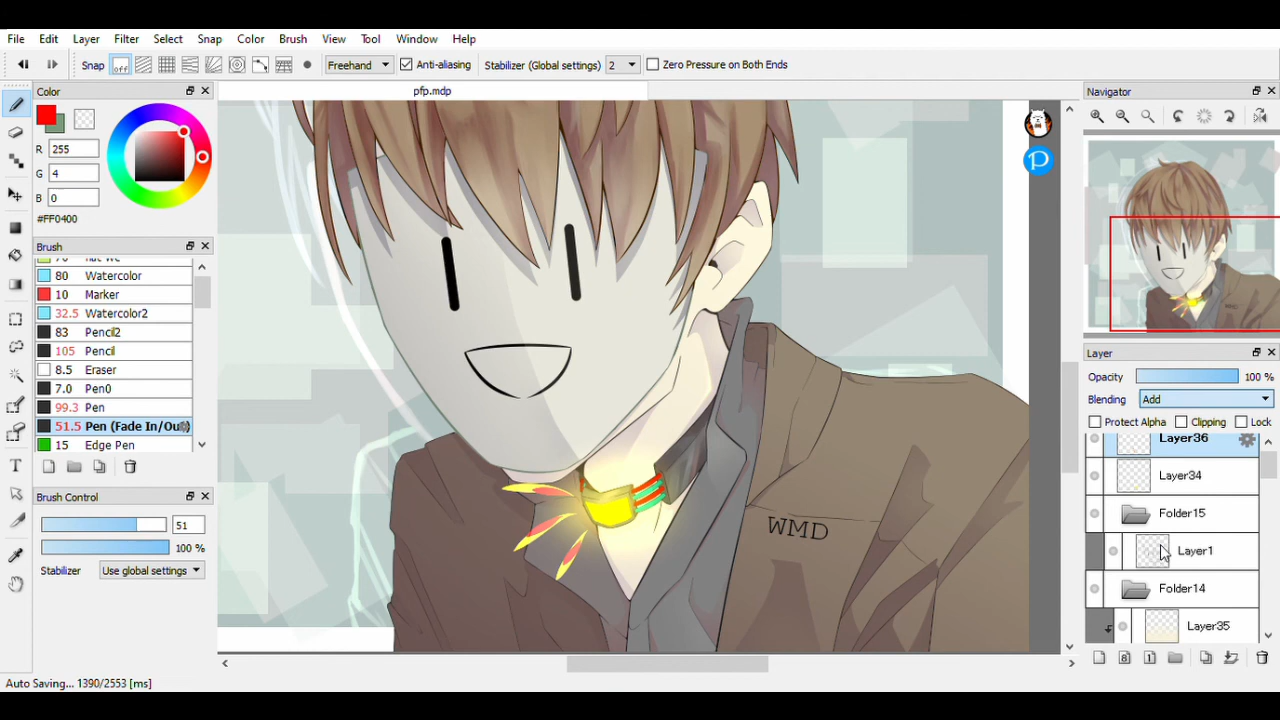 File Edit Layer Filter Select Snap Color Brush View Tool Window Help
Snap off Freehand Anti-aliasing Stabilizer (Global settings) 2 Zero Pressure on Both Ends
Color
pfp.mdp
Navigator
R 255
G 4
B 0
#FF0400
Brush
80 Watercolor
10 Marker
32.5 Watercolor2
83 Pencil2
105 Pencil
8.5 Eraser
7.0 Pen0
99.3 Pen
51.5 Pen (Fade In/Out)
15 Edge Pen
Brush Control
51
100 %
Stabilizer Use global settings
WMD
Layer
Opacity 100 %
Blending Add
Protect Alpha Clipping Lock
Layer36
Layer34
Folder15
Layer1
Folder14
Layer35
8 1
T
P
Auto Saving... 1390/2553 [ms]